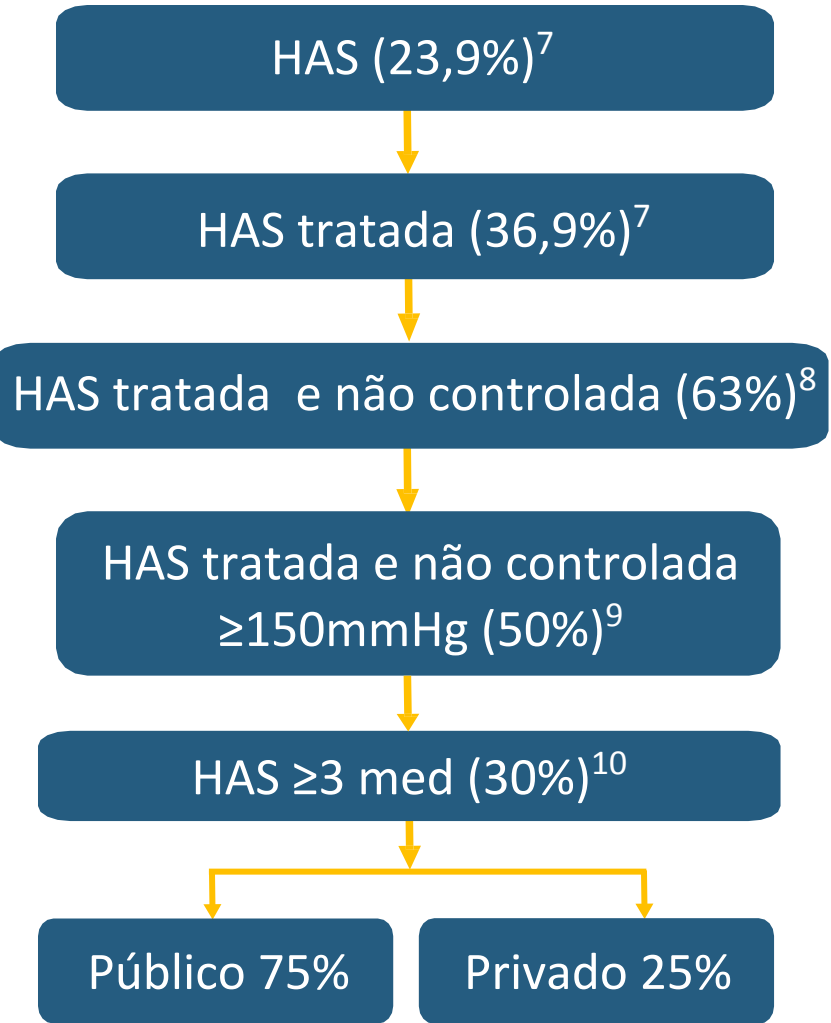 HAS (23,9%)⁷
HAS tratada (36,9%)⁷
HAS tratada e não controlada (63%)⁸
HAS tratada e não controlada
≥150mmHg (50%)⁹
HAS ≥3 med (30%)¹⁰
Público 75%
Privado 25%